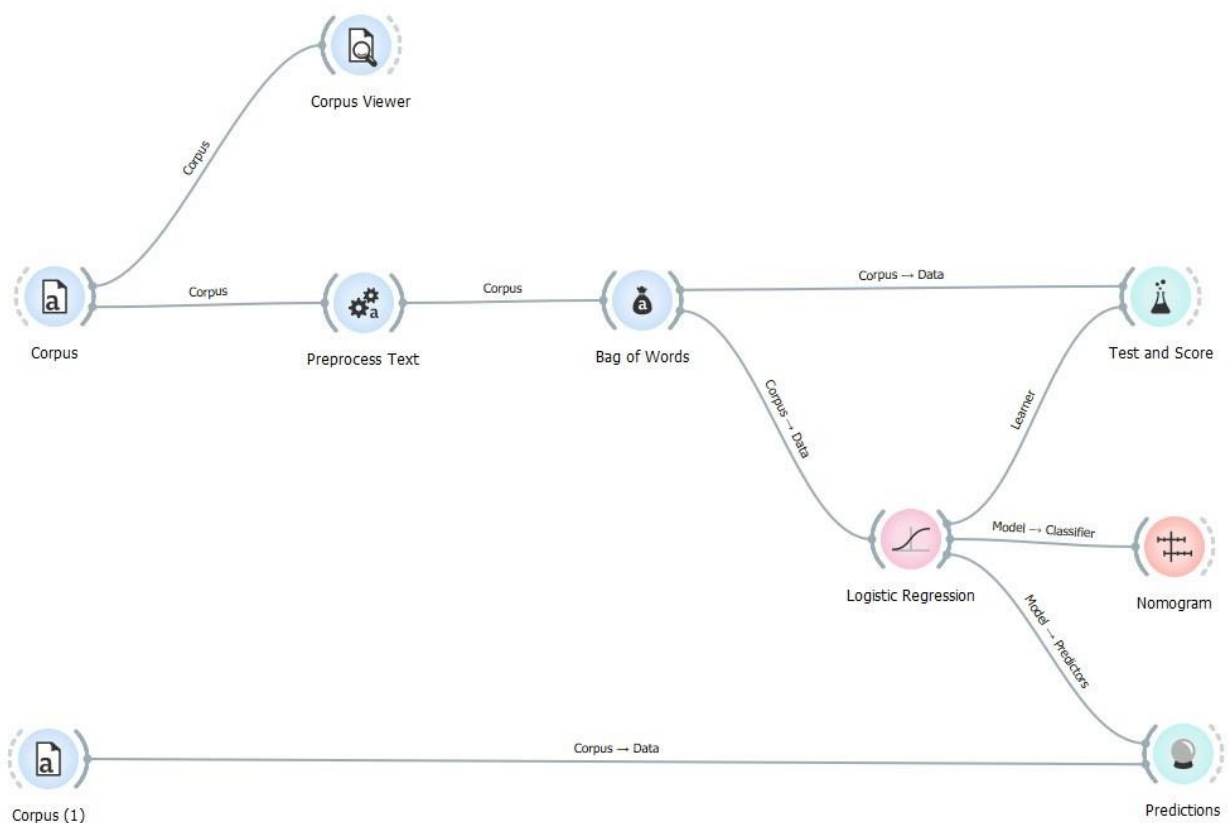 Corpus Viewer
Corpus
a
Corpus
Corpus
Corpus → Data
a
a
a
Corpus
Preprocess Text
Bag of Words
Test and Score
Corpus → Data
Learner
Model → Classifier
Logistic Regression
Nomogram
Model → Predictors
Corpus → Data
a
Corpus (1)
Predictions